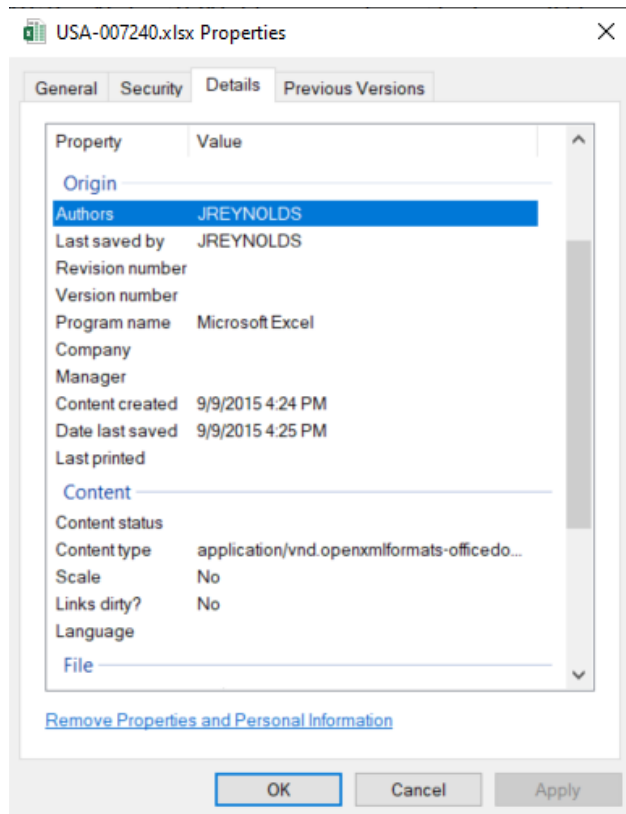 USA-007240.xlsx Properties
General Security Details Previous Versions
Property Value
Origin
Authors JREYNOLDS
Last saved by JREYNOLDS
Revision number
Version number
Program name Microsoft Excel
Company
Manager
Content created 9/9/2015 4:24 PM
Date last saved 9/9/2015 4:25 PM
Last printed
Content
Content status
Content type application/vnd.openxmlformats-officedo...
Scale No
Links dirty? No
Language
File
Remove Properties and Personal Information
OK Cancel Apply